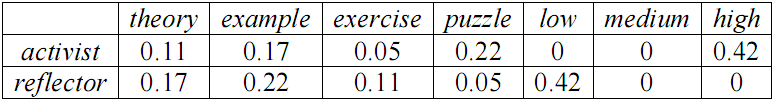 theory example exercise puzzle low medium high
activist 0.11 0.17 0.05 0.22 0 0 0.42
reflector 0.17 0.22 0.11 0.05 0.42 0 0